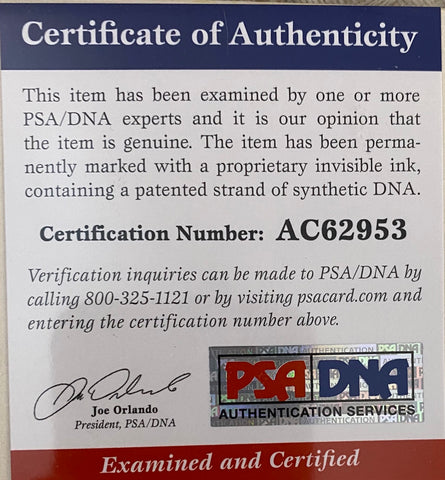 Certificate of Authenticity
This item has been examined by one or more
PSA/DNA experts and it is our opinion that
the item is genuine. The item has been perma-
nently marked with a proprietary invisible ink,
containing a patented strand of synthetic DNA.
Certification Number: AC62953
Verification inquiries can be made to PSA/DNA by
calling 800-325-1121 or by visiting psacard.com and
entering the certification number above.
Joe Orlando
President, PSA/DNA
PSA DNA
AUTHENTICATION SERVICES
Examined and Certified